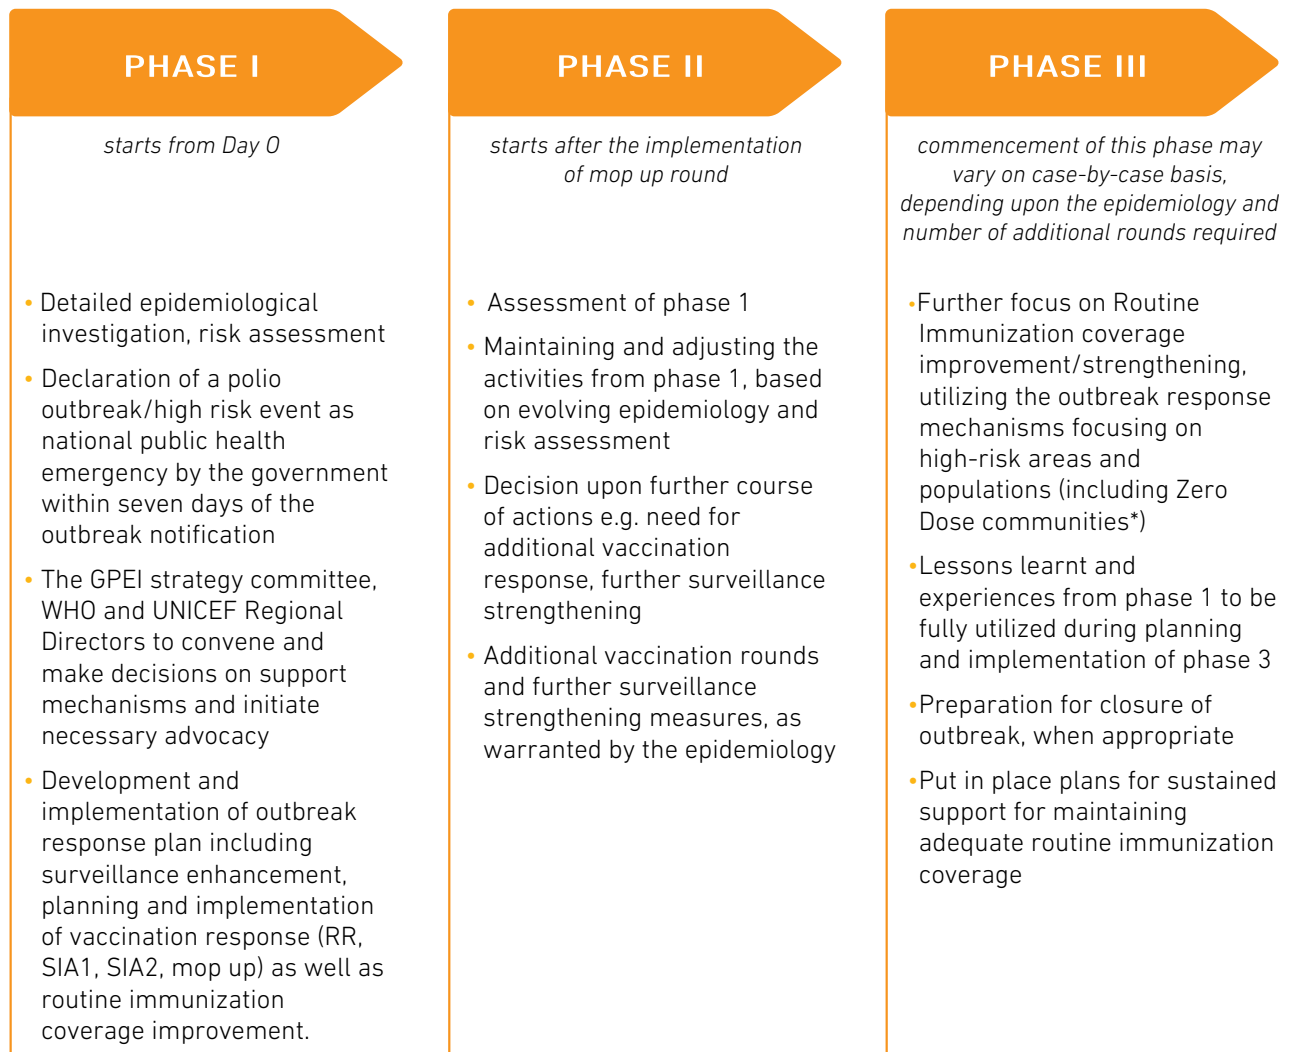 PHASE I
starts from Day 0
• Detailed epidemiological
investigation, risk assessment
• Declaration of a polio
outbreak/high risk event as
national public health
emergency by the government
within seven days of the
outbreak notification
• The GPEI strategy committee,
WHO and UNICEF Regional
Directors to convene and
make decisions on support
mechanisms and initiate
necessary advocacy
• Development and
implementation of outbreak
response plan including
surveillance enhancement,
planning and implementation
of vaccination response (RR,
SIA1, SIA2, mop up) as well as
routine immunization
coverage improvement.
PHASE II
starts after the implementation
of mop up round
• Assessment of phase 1
• Maintaining and adjusting the
activities from phase 1, based
on evolving epidemiology and
risk assessment
• Decision upon further course
of actions e.g. need for
additional vaccination
response, further surveillance
strengthening
• Additional vaccination rounds
and further surveillance
strengthening measures, as
warranted by the epidemiology
PHASE III
commencement of this phase may
vary on case-by-case basis,
depending upon the epidemiology and
number of additional rounds required
•Further focus on Routine
Immunization coverage
improvement/strengthening,
utilizing the outbreak response
mechanisms focusing on
high-risk areas and
populations (including Zero
Dose communities*)
•Lessons learnt and
experiences from phase 1 to be
fully utilized during planning
and implementation of phase 3
•Preparation for closure of
outbreak, when appropriate
•Put in place plans for sustained
support for maintaining
adequate routine immunization
coverage